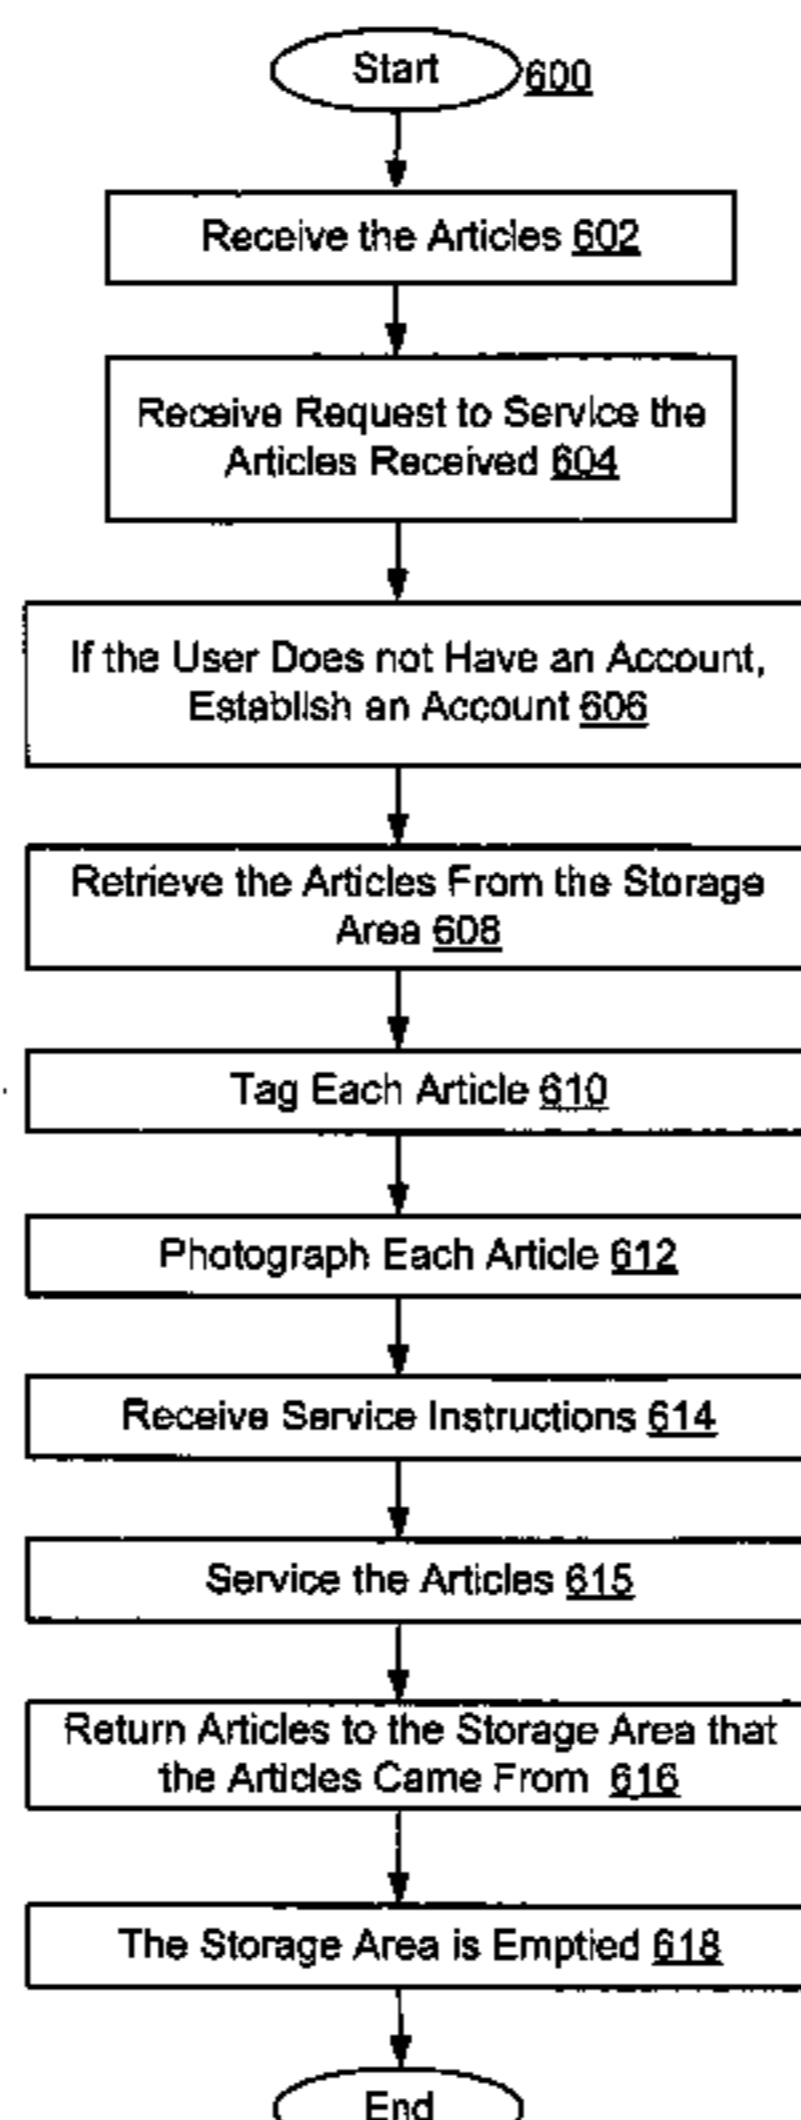 Start 600
Receive the Articles 602
Receive Request to Service the
Articles Received 604
If the User Does not Have an Account,
Establish an Account 606
Retrieve the Articles From the Storage
Area 608
Tag Each Article 610
Photograph Each Article 612
Receive Service Instructions 614
Service the Articles 615
Return Articles to the Storage Area that
the Articles Came From 616
The Storage Area is Emptied 618
End